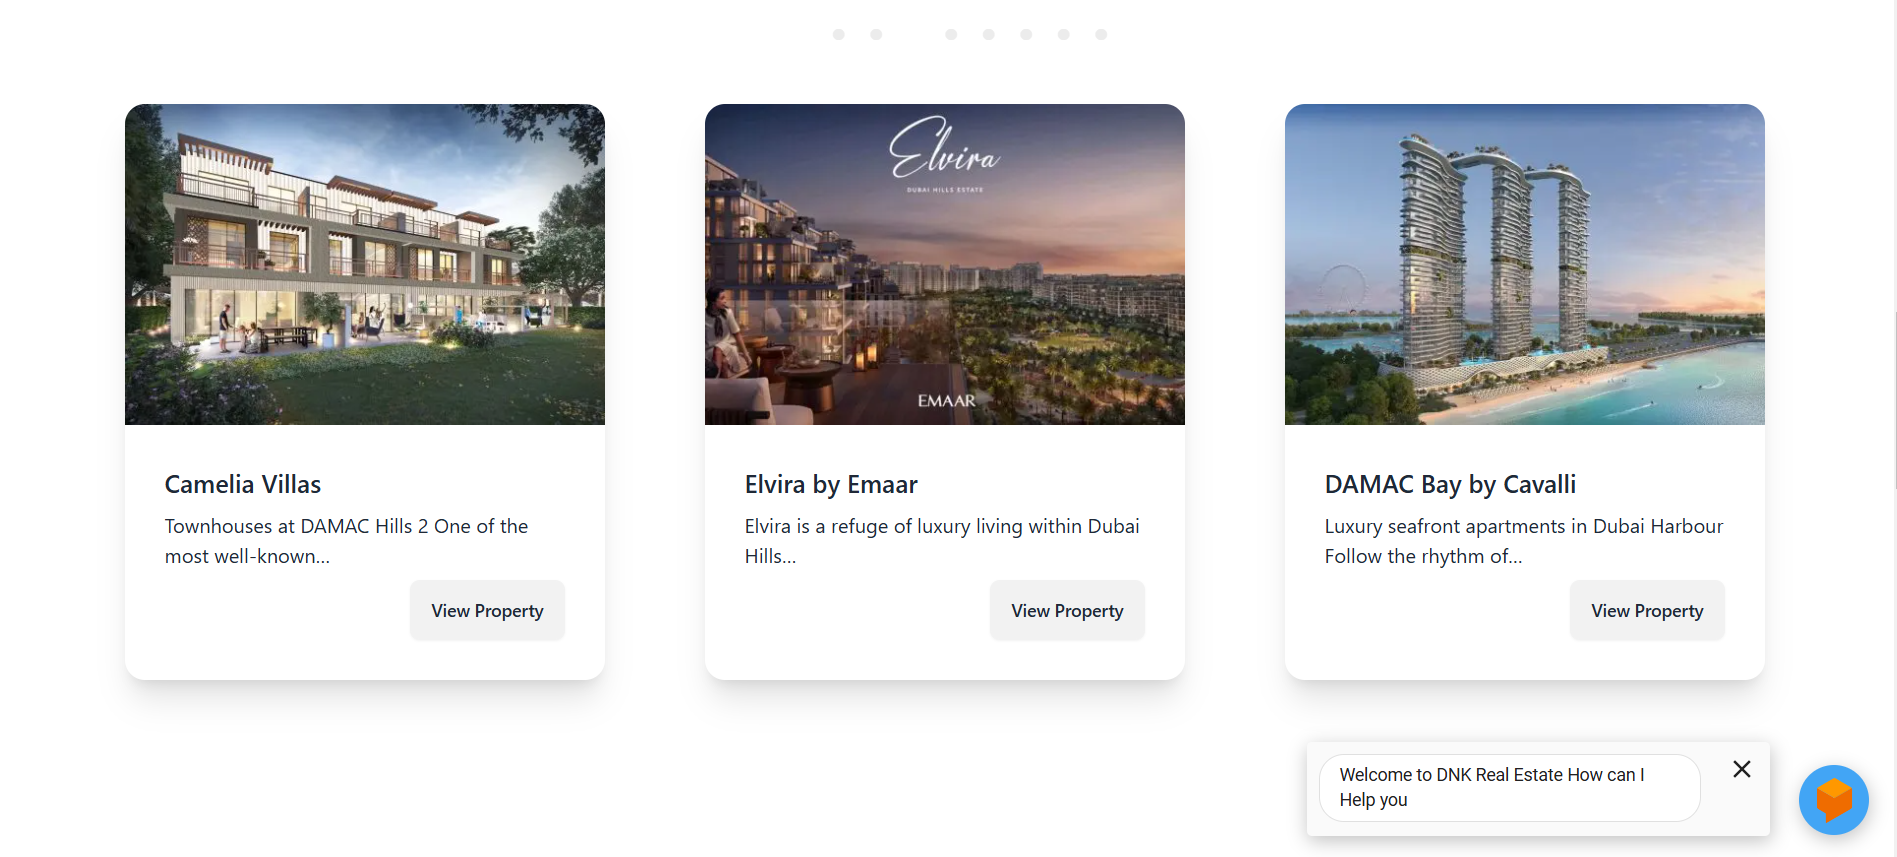 Elvira
DUBAI HILLS ESTATE
EMAAR
Camelia Villas
Townhouses at DAMAC Hills 2 One of the
most well-known...
View Property
Elvira by Emaar
Elvira is a refuge of luxury living within Dubai
Hills...
View Property
DAMAC Bay by Cavalli
Luxury seafront apartments in Dubai Harbour
Follow the rhythm of...
View Property
Welcome to DNK Real Estate How can I
Help you